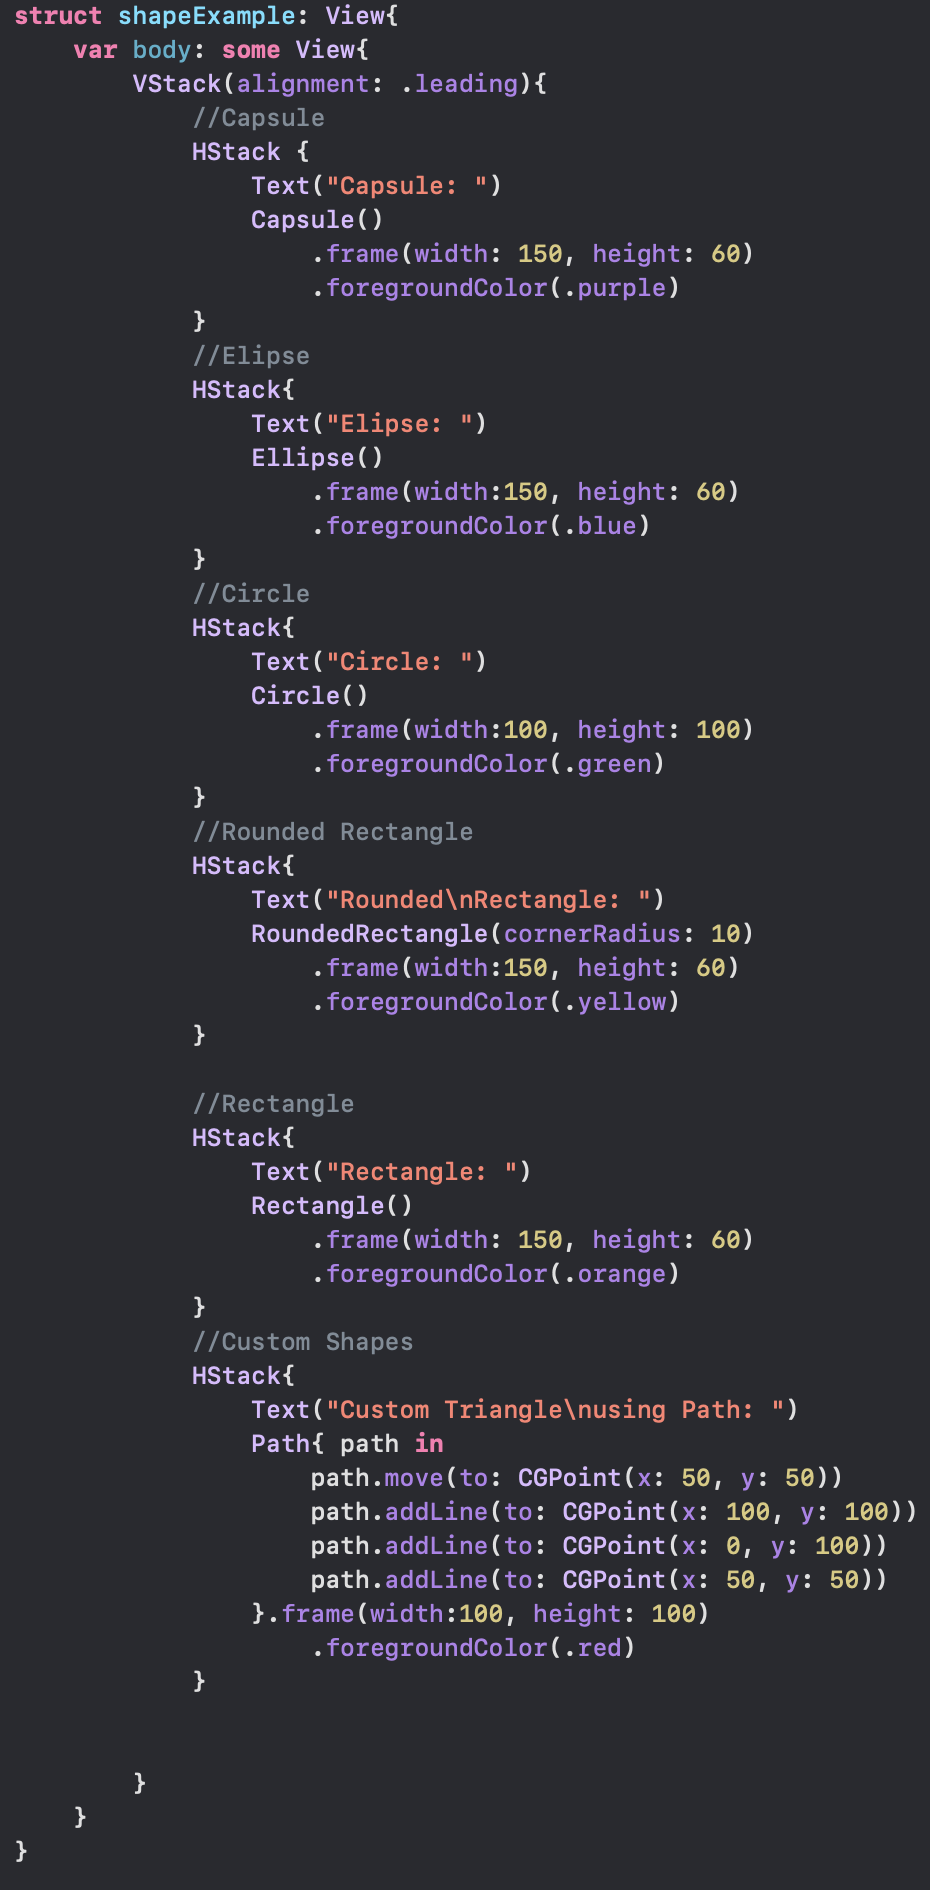 struct shapeExample: View{
    var body: some View{
        VStack(alignment: .leading){
            //Capsule
            HStack {
                Text("Capsule: ")
                Capsule()
                    .frame(width: 150, height: 60)
                    .foregroundColor(.purple)
            }
            //Elipse
            HStack{
                Text("Elipse: ")
                Ellipse()
                    .frame(width:150, height: 60)
                    .foregroundColor(.blue)
            }
            //Circle
            HStack{
                Text("Circle: ")
                Circle()
                    .frame(width:100, height: 100)
                    .foregroundColor(.green)
            }
            //Rounded Rectangle
            HStack{
                Text("Rounded\nRectangle: ")
                RoundedRectangle(cornerRadius: 10)
                    .frame(width:150, height: 60)
                    .foregroundColor(.yellow)
            }

            //Rectangle
            HStack{
                Text("Rectangle: ")
                Rectangle()
                    .frame(width: 150, height: 60)
                    .foregroundColor(.orange)
            }
            //Custom Shapes
            HStack{
                Text("Custom Triangle\nusing Path: ")
                Path{ path in
                    path.move(to: CGPoint(x: 50, y: 50))
                    path.addLine(to: CGPoint(x: 100, y: 100))
                    path.addLine(to: CGPoint(x: 0, y: 100))
                    path.addLine(to: CGPoint(x: 50, y: 50))
                }.frame(width:100, height: 100)
                    .foregroundColor(.red)
            }


        }
    }
}